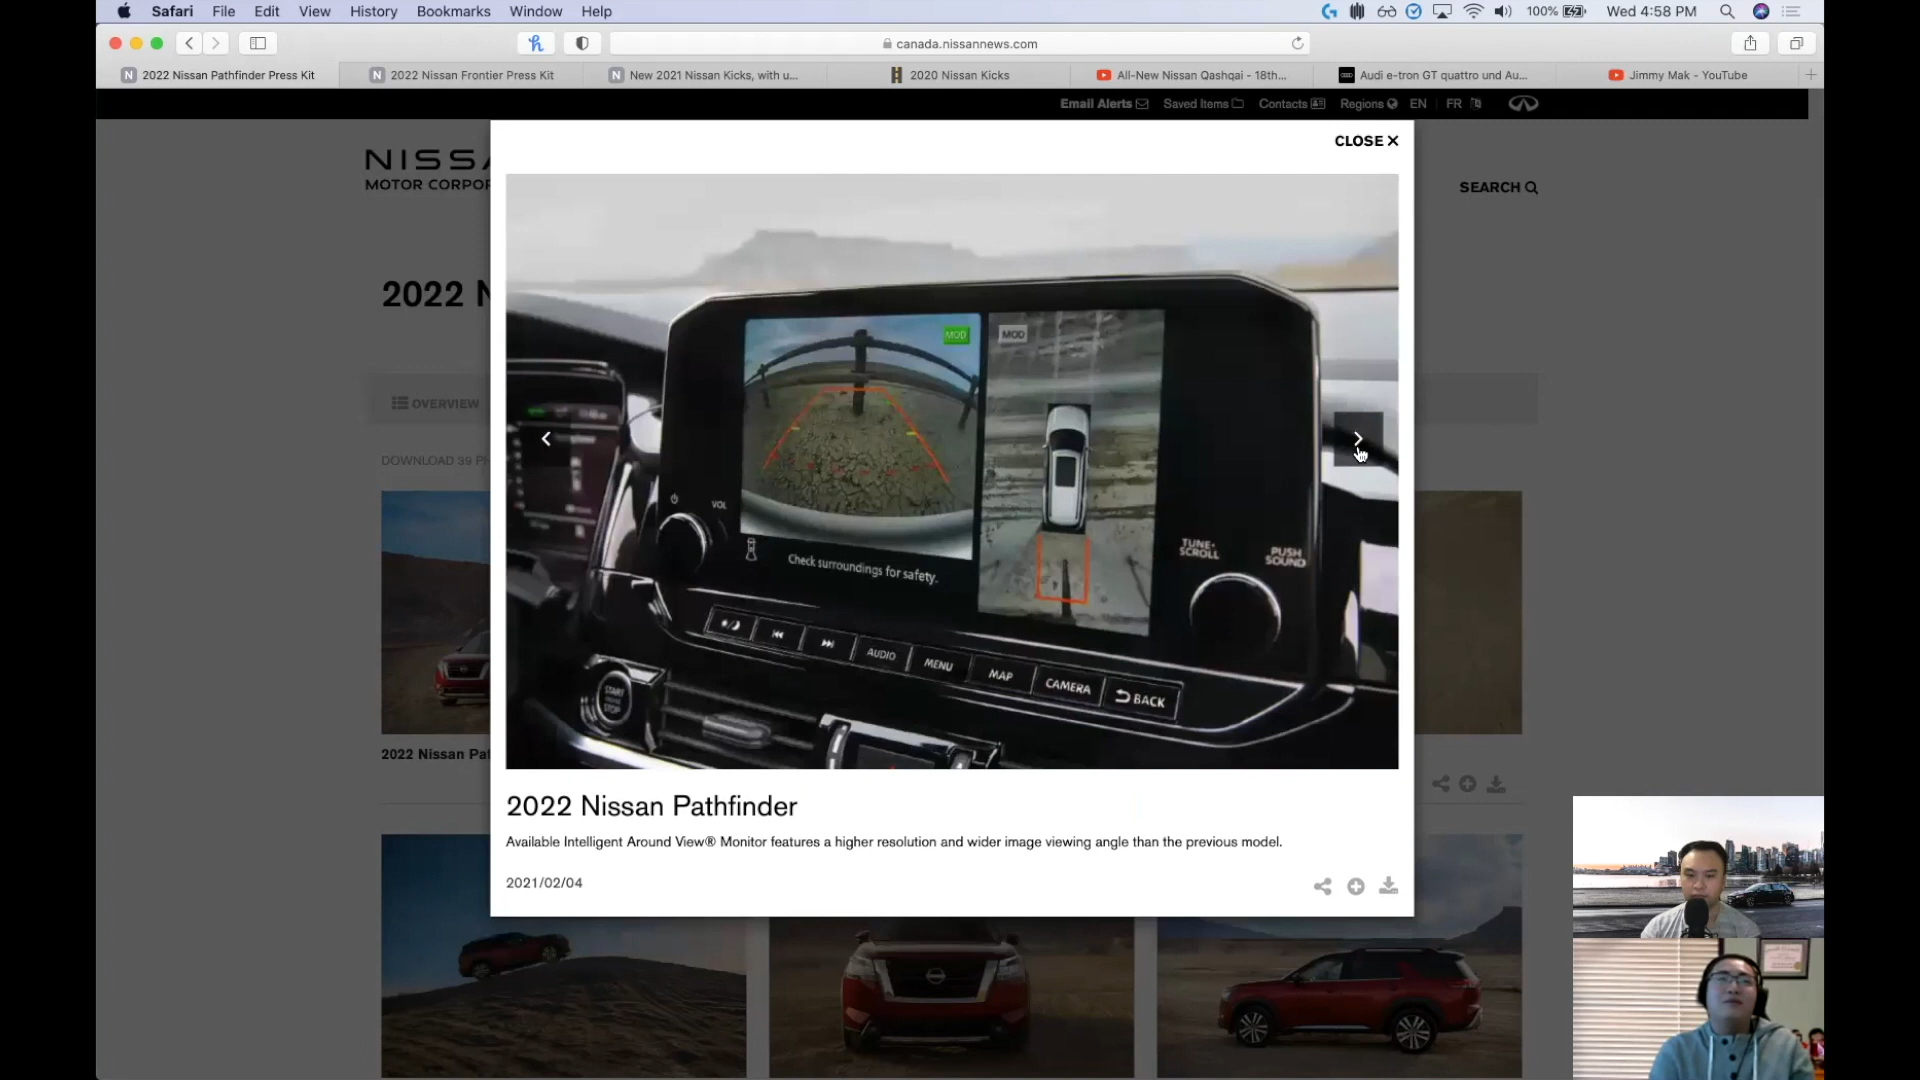 Safari File Edit View History Bookmarks Window Help 100% Wed 4:58 PM
canada.nissannews.com
2022 Nissan Pathfinder Press Kit 2022 Nissan Frontier Press Kit New 2021 Nissan Kicks, with u... 2020 Nissan Kicks All-New Nissan Qashqai - 18th... Audi e-tron GT quattro und Au... Jimmy Mak - YouTube
Email Alerts Saved Items Contacts Regions EN FR
CLOSE
NISSA
MOTOR CORPOR
SEARCH
2022 N
OVERVIEW
DOWNLOAD 39 PH
MOD MOD
VOL
TUNE•SCROLL
PUSH SOUND
Check surroundings for safety.
AUDIO MENU MAP CAMERA BACK
START STOP
2022 Nissan Pat
2022 Nissan Pathfinder
Available Intelligent Around View® Monitor features a higher resolution and wider image viewing angle than the previous model.
2021/02/04